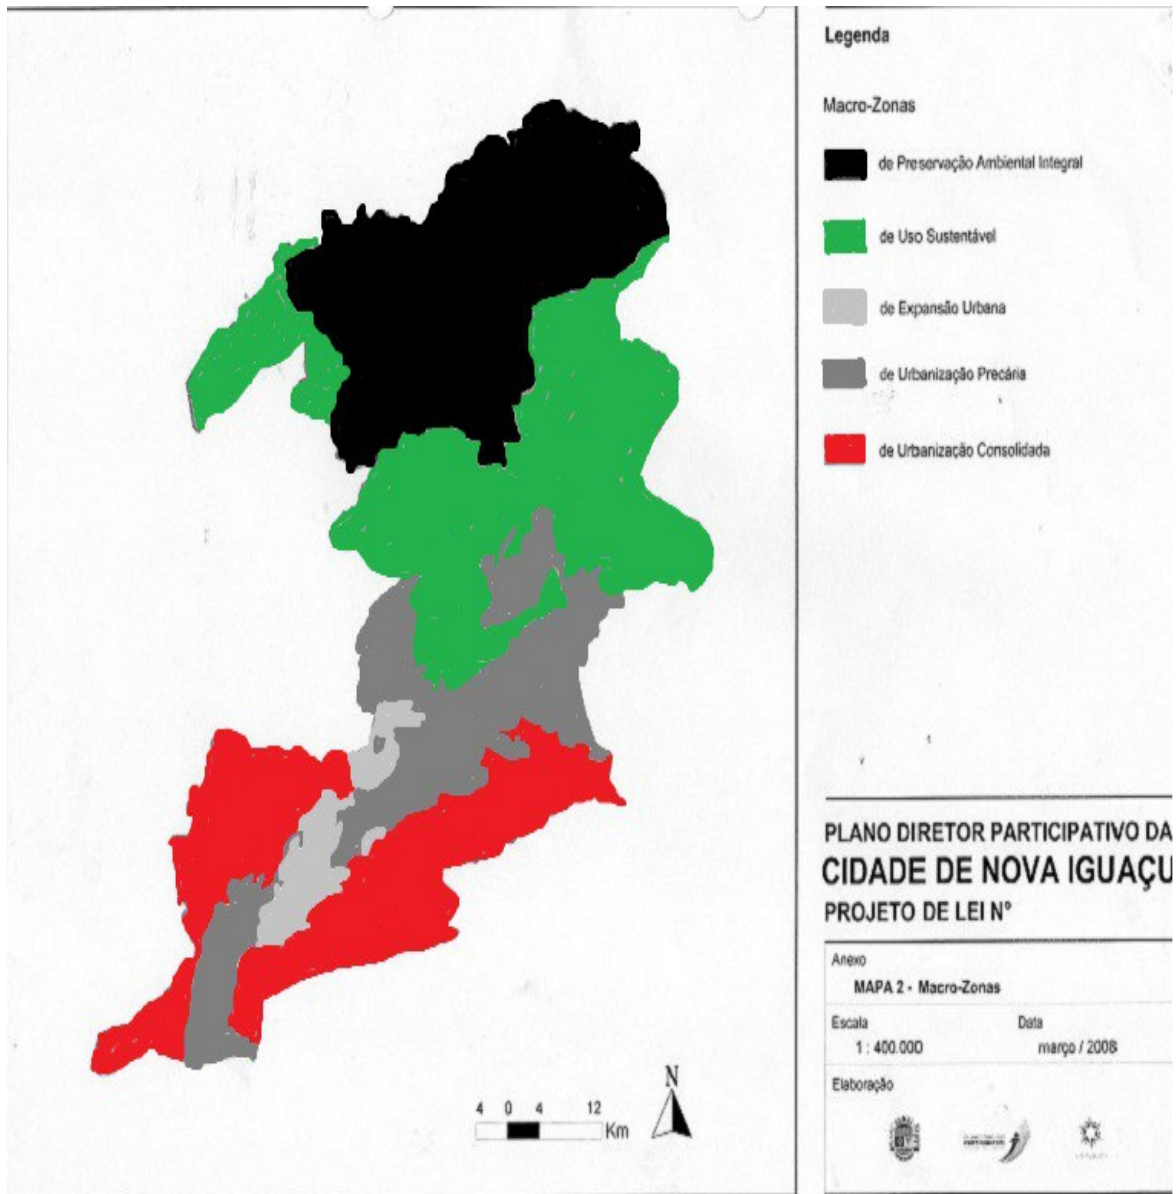 Legenda
Macro-Zonas
de Preservação Ambiental Integral
de Uso Sustentável
de Expansão Urbana
de Urbanização Precária
de Urbanização Consolidada
PLANO DIRETOR PARTICIPATIVO DA
CIDADE DE NOVA IGUAÇU
PROJETO DE LEI N°
Anexo
MAPA 2 - Macro-Zonas
Escala
Data
1 : 400.000
março / 2008
Elaboração
N
4 0 4 12
Km